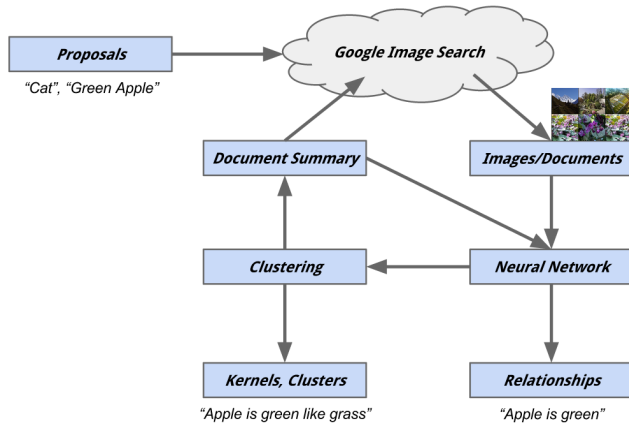 Proposals
Google Image Search
“Cat”, “Green Apple”
Document Summary
Images/Documents
Clustering
Neural Network
Kernels, Clusters
Relationships
“Apple is green like grass”
“Apple is green”